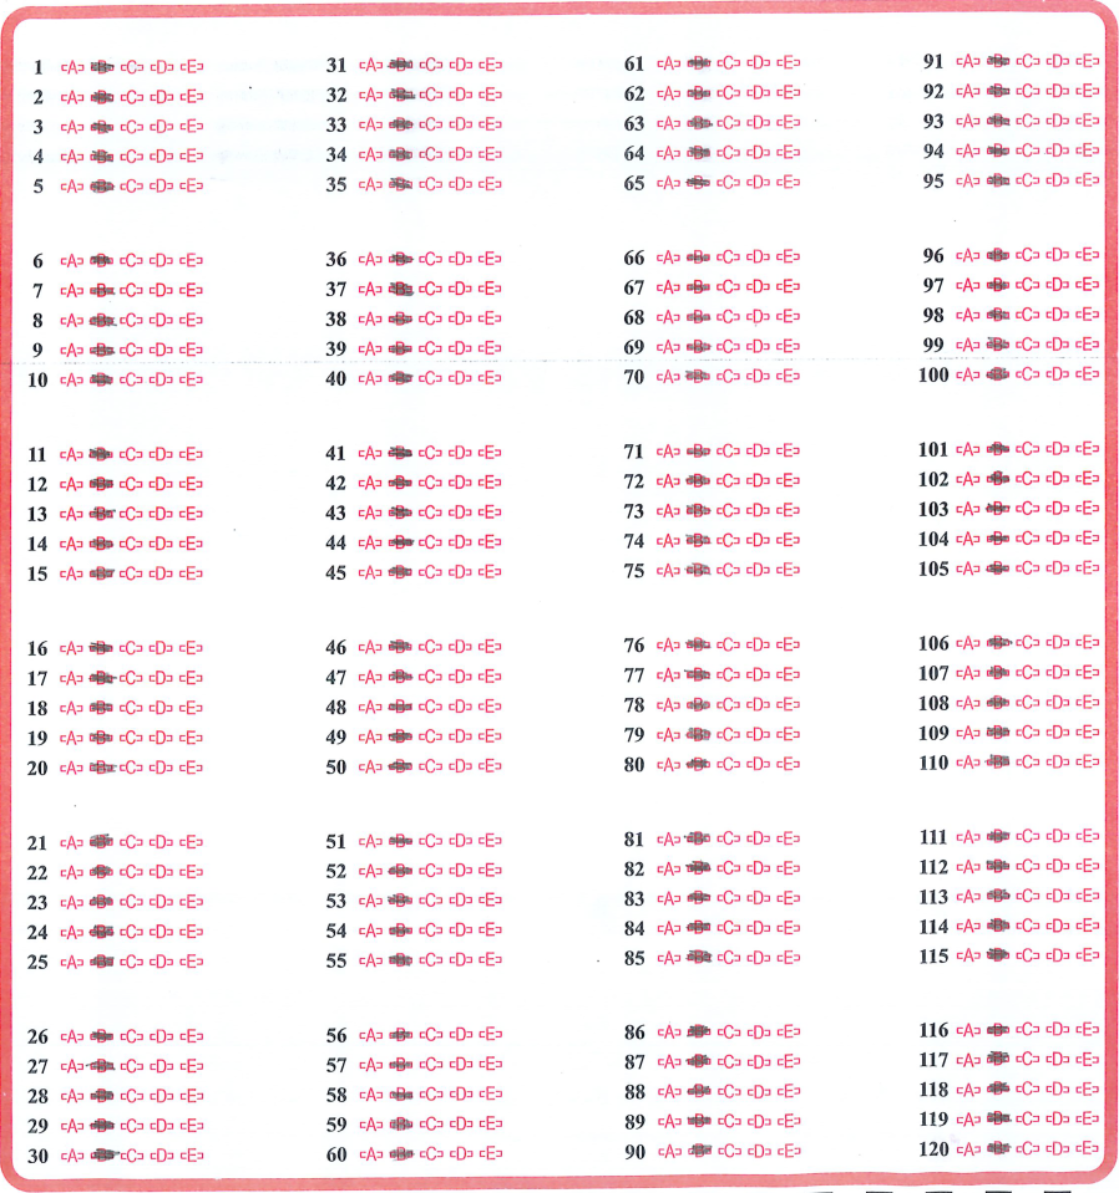 1 [A] [B] [C] [D] [E]
2 [A] [B] [C] [D] [E]
3 [A] [B] [C] [D] [E]
4 [A] [B] [C] [D] [E]
5 [A] [B] [C] [D] [E]
6 [A] [B] [C] [D] [E]
7 [A] [B] [C] [D] [E]
8 [A] [B] [C] [D] [E]
9 [A] [B] [C] [D] [E]
10 [A] [B] [C] [D] [E]
11 [A] [B] [C] [D] [E]
12 [A] [B] [C] [D] [E]
13 [A] [B] [C] [D] [E]
14 [A] [B] [C] [D] [E]
15 [A] [B] [C] [D] [E]
16 [A] [B] [C] [D] [E]
17 [A] [B] [C] [D] [E]
18 [A] [B] [C] [D] [E]
19 [A] [B] [C] [D] [E]
20 [A] [B] [C] [D] [E]
21 [A] [B] [C] [D] [E]
22 [A] [B] [C] [D] [E]
23 [A] [B] [C] [D] [E]
24 [A] [B] [C] [D] [E]
25 [A] [B] [C] [D] [E]
26 [A] [B] [C] [D] [E]
27 [A] [B] [C] [D] [E]
28 [A] [B] [C] [D] [E]
29 [A] [B] [C] [D] [E]
30 [A] [B] [C] [D] [E]
31 [A] [B] [C] [D] [E]
32 [A] [B] [C] [D] [E]
33 [A] [B] [C] [D] [E]
34 [A] [B] [C] [D] [E]
35 [A] [B] [C] [D] [E]
36 [A] [B] [C] [D] [E]
37 [A] [B] [C] [D] [E]
38 [A] [B] [C] [D] [E]
39 [A] [B] [C] [D] [E]
40 [A] [B] [C] [D] [E]
41 [A] [B] [C] [D] [E]
42 [A] [B] [C] [D] [E]
43 [A] [B] [C] [D] [E]
44 [A] [B] [C] [D] [E]
45 [A] [B] [C] [D] [E]
46 [A] [B] [C] [D] [E]
47 [A] [B] [C] [D] [E]
48 [A] [B] [C] [D] [E]
49 [A] [B] [C] [D] [E]
50 [A] [B] [C] [D] [E]
51 [A] [B] [C] [D] [E]
52 [A] [B] [C] [D] [E]
53 [A] [B] [C] [D] [E]
54 [A] [B] [C] [D] [E]
55 [A] [B] [C] [D] [E]
56 [A] [B] [C] [D] [E]
57 [A] [B] [C] [D] [E]
58 [A] [B] [C] [D] [E]
59 [A] [B] [C] [D] [E]
60 [A] [B] [C] [D] [E]
61 [A] [B] [C] [D] [E]
62 [A] [B] [C] [D] [E]
63 [A] [B] [C] [D] [E]
64 [A] [B] [C] [D] [E]
65 [A] [B] [C] [D] [E]
66 [A] [B] [C] [D] [E]
67 [A] [B] [C] [D] [E]
68 [A] [B] [C] [D] [E]
69 [A] [B] [C] [D] [E]
70 [A] [B] [C] [D] [E]
71 [A] [B] [C] [D] [E]
72 [A] [B] [C] [D] [E]
73 [A] [B] [C] [D] [E]
74 [A] [B] [C] [D] [E]
75 [A] [B] [C] [D] [E]
76 [A] [B] [C] [D] [E]
77 [A] [B] [C] [D] [E]
78 [A] [B] [C] [D] [E]
79 [A] [B] [C] [D] [E]
80 [A] [B] [C] [D] [E]
81 [A] [B] [C] [D] [E]
82 [A] [B] [C] [D] [E]
83 [A] [B] [C] [D] [E]
84 [A] [B] [C] [D] [E]
85 [A] [B] [C] [D] [E]
86 [A] [B] [C] [D] [E]
87 [A] [B] [C] [D] [E]
88 [A] [B] [C] [D] [E]
89 [A] [B] [C] [D] [E]
90 [A] [B] [C] [D] [E]
91 [A] [B] [C] [D] [E]
92 [A] [B] [C] [D] [E]
93 [A] [B] [C] [D] [E]
94 [A] [B] [C] [D] [E]
95 [A] [B] [C] [D] [E]
96 [A] [B] [C] [D] [E]
97 [A] [B] [C] [D] [E]
98 [A] [B] [C] [D] [E]
99 [A] [B] [C] [D] [E]
100 [A] [B] [C] [D] [E]
101 [A] [B] [C] [D] [E]
102 [A] [B] [C] [D] [E]
103 [A] [B] [C] [D] [E]
104 [A] [B] [C] [D] [E]
105 [A] [B] [C] [D] [E]
106 [A] [B] [C] [D] [E]
107 [A] [B] [C] [D] [E]
108 [A] [B] [C] [D] [E]
109 [A] [B] [C] [D] [E]
110 [A] [B] [C] [D] [E]
111 [A] [B] [C] [D] [E]
112 [A] [B] [C] [D] [E]
113 [A] [B] [C] [D] [E]
114 [A] [B] [C] [D] [E]
115 [A] [B] [C] [D] [E]
116 [A] [B] [C] [D] [E]
117 [A] [B] [C] [D] [E]
118 [A] [B] [C] [D] [E]
119 [A] [B] [C] [D] [E]
120 [A] [B] [C] [D] [E]